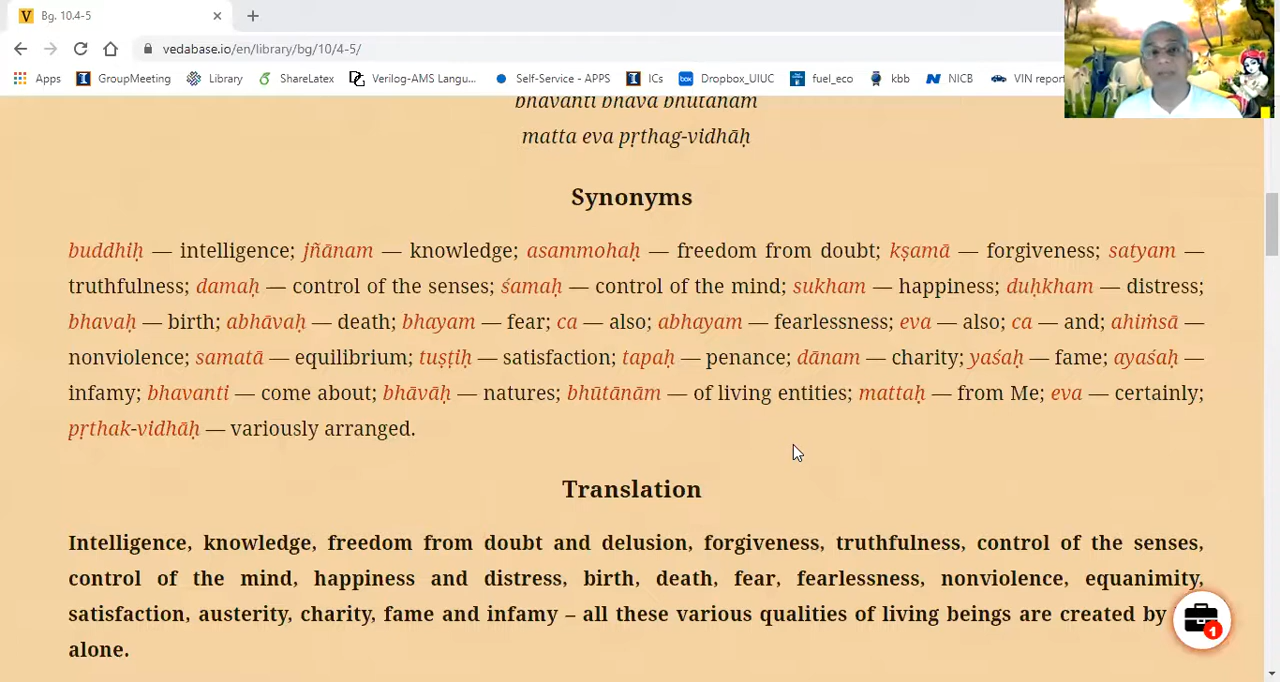 Bg. 10.4-5
vedabase.io/en/library/bg/10/4-5/
Apps GroupMeeting Library ShareLatex Verilog-AMS Langu... Self-Service - APPS ICs Dropbox_UIUC fuel_eco kbb NICB VIN report
bhavanti bhāvā bhūtānāṁ
matta eva pṛthag-vidhāḥ
Synonyms
buddhiḥ — intelligence; jñānam — knowledge; asammohaḥ — freedom from doubt; kṣamā — forgiveness; satyam —
truthfulness; damaḥ — control of the senses; śamaḥ — control of the mind; sukham — happiness; duḥkham — distress;
bhavaḥ — birth; abhāvaḥ — death; bhayam — fear; ca — also; abhayam — fearlessness; eva — also; ca — and; ahiṁsā —
nonviolence; samatā — equilibrium; tuṣṭiḥ — satisfaction; tapaḥ — penance; dānam — charity; yaśaḥ — fame; ayaśaḥ —
infamy; bhavanti — come about; bhāvāḥ — natures; bhūtānām — of living entities; mattaḥ — from Me; eva — certainly;
pṛthak-vidhāḥ — variously arranged.
Translation
Intelligence, knowledge, freedom from doubt and delusion, forgiveness, truthfulness, control of the senses,
control of the mind, happiness and distress, birth, death, fear, fearlessness, nonviolence, equanimity,
satisfaction, austerity, charity, fame and infamy – all these various qualities of living beings are created by
alone.
1